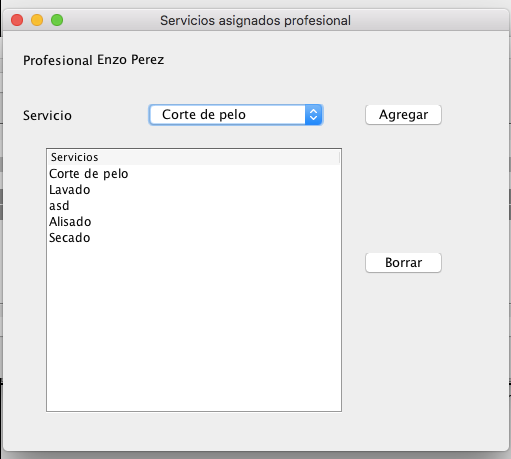 Servicios asignados profesional
Profesional Enzo Perez
Servicio Corte de pelo Agregar
Servicios
Corte de pelo
Lavado
asd
Alisado
Secado
Borrar